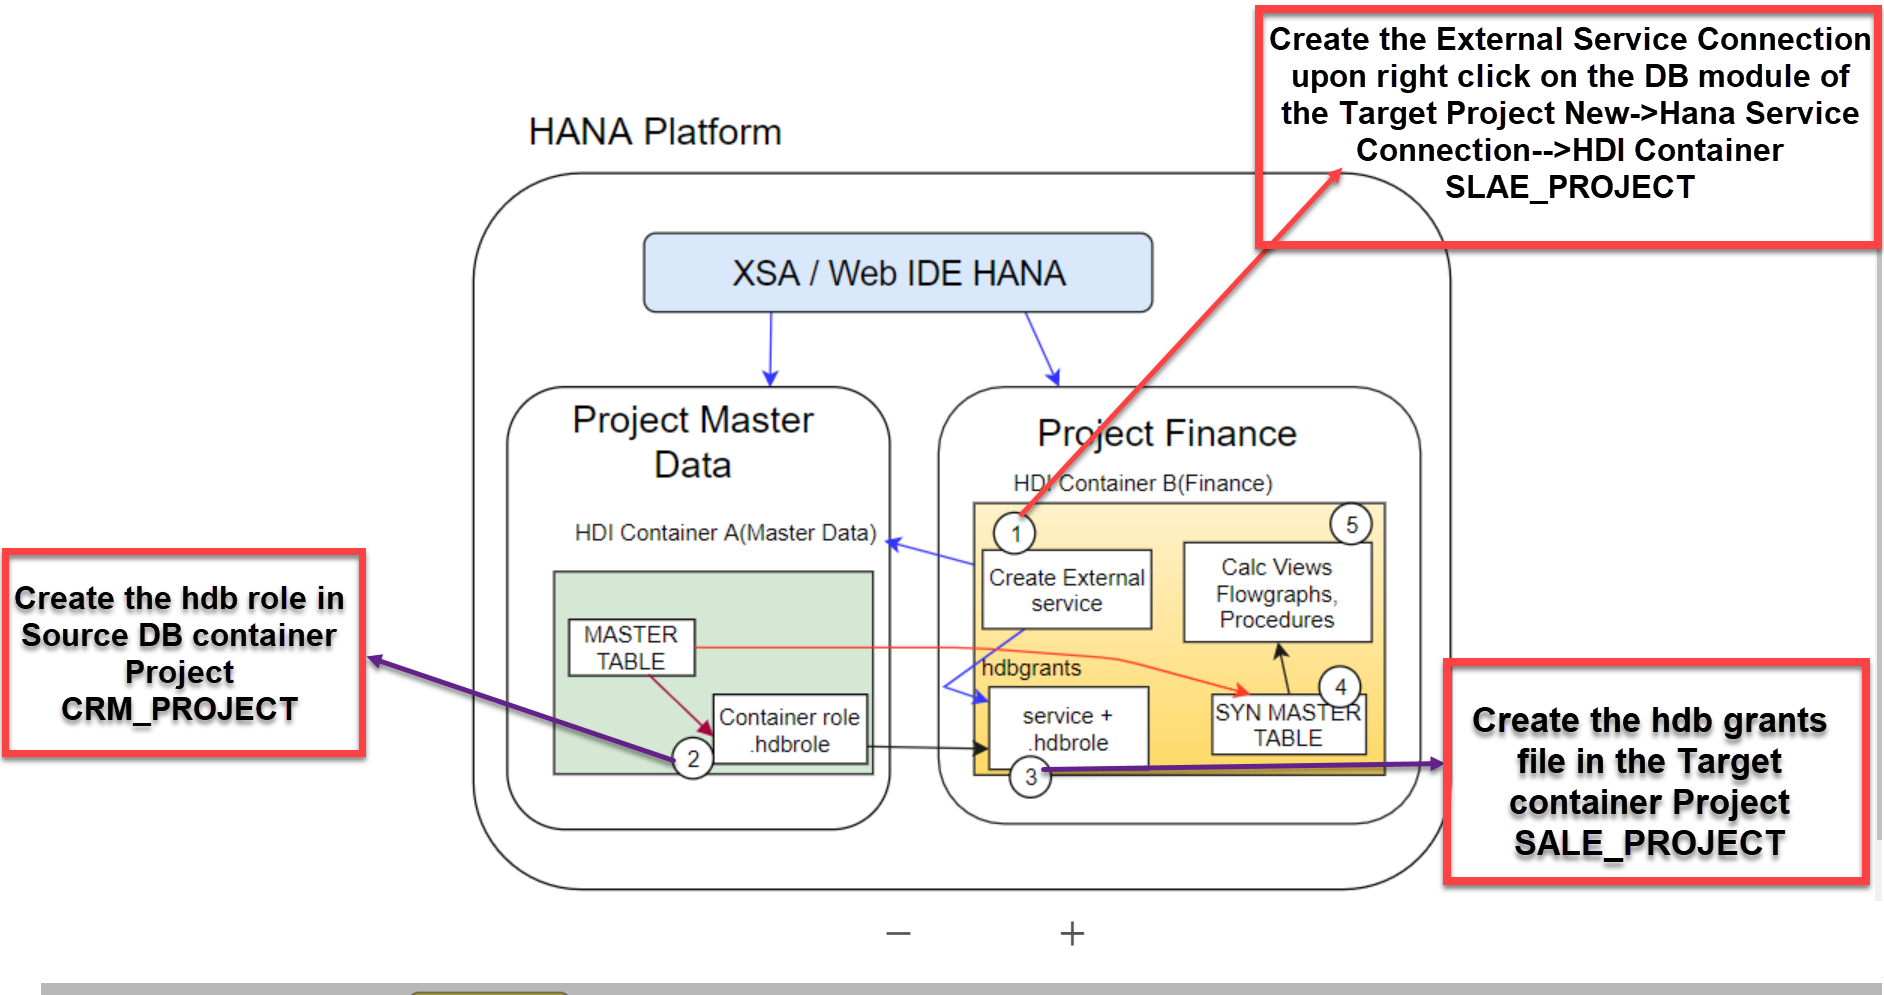 Create the External Service Connection
upon right click on the DB module of
the Target Project New->Hana Service
Connection-->HDI Container
SLAE_PROJECT
HANA Platform
XSA / Web IDE HANA
Project Master
Data
Project Finance
HDI Container B(Finance)
HDI Container A(Master Data)
1
5
Create External
service
Calc Views
Flowgraphs,
Procedures
Create the hdb role in
Source DB container
Project
CRM_PROJECT
MASTER
TABLE
hdbgrants
4
Container role
.hdbrole
2
service +
.hdbrole
3
SYN MASTER
TABLE
Create the hdb grants
file in the Target
container Project
SALE_PROJECT
− +